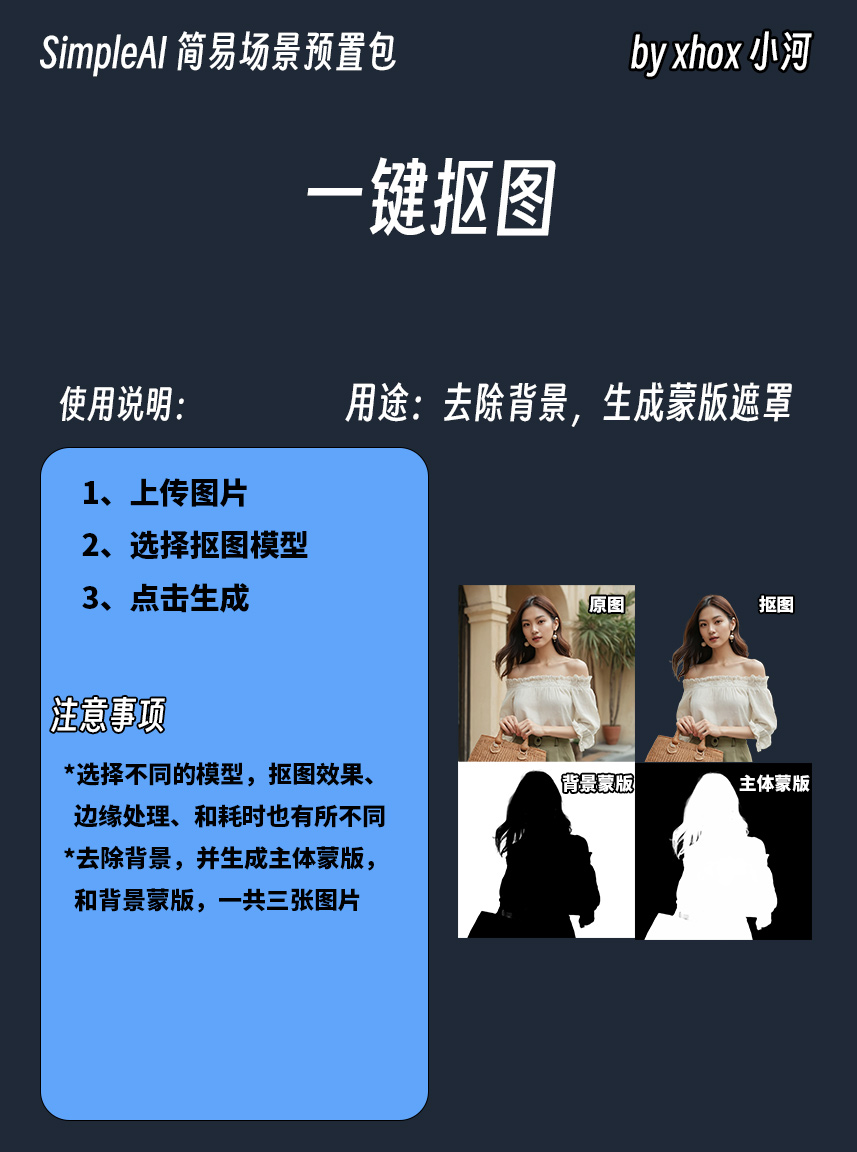 SimpleAI 简易场景预置包
by xhox 小河
一键抠图
使用说明：
用途：去除背景，生成蒙版遮罩
1、上传图片
2、选择抠图模型
3、点击生成
注意事项
*选择不同的模型，抠图效果、
边缘处理、和耗时也有所不同
*去除背景，并生成主体蒙版，
和背景蒙版，一共三张图片
原图
抠图
背景蒙版
主体蒙版